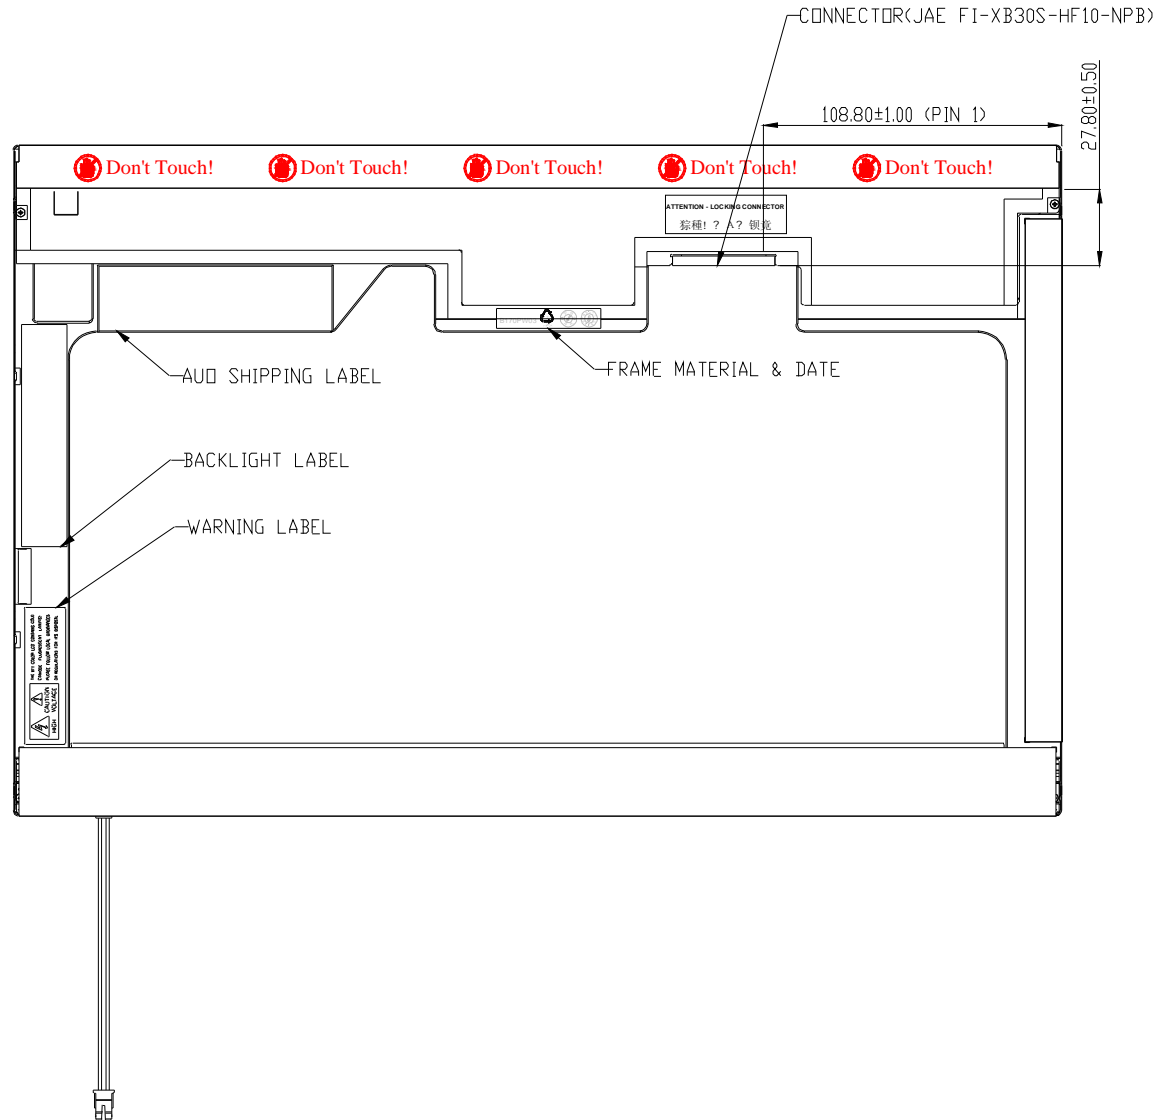 CONNECTOR(JAE FI-XB30S-HF10-NPB)
27.80±0.50
108.80±1.00 (PIN 1)
Don't Touch!
Don't Touch!
Don't Touch!
Don't Touch!
Don't Touch!
ATTENTION - LOCKING CONNECTOR
FRAME MATERIAL & DATE
AUO SHIPPING LABEL
BACKLIGHT LABEL
WARNING LABEL
CAUTION
HIGH VOLTAGE